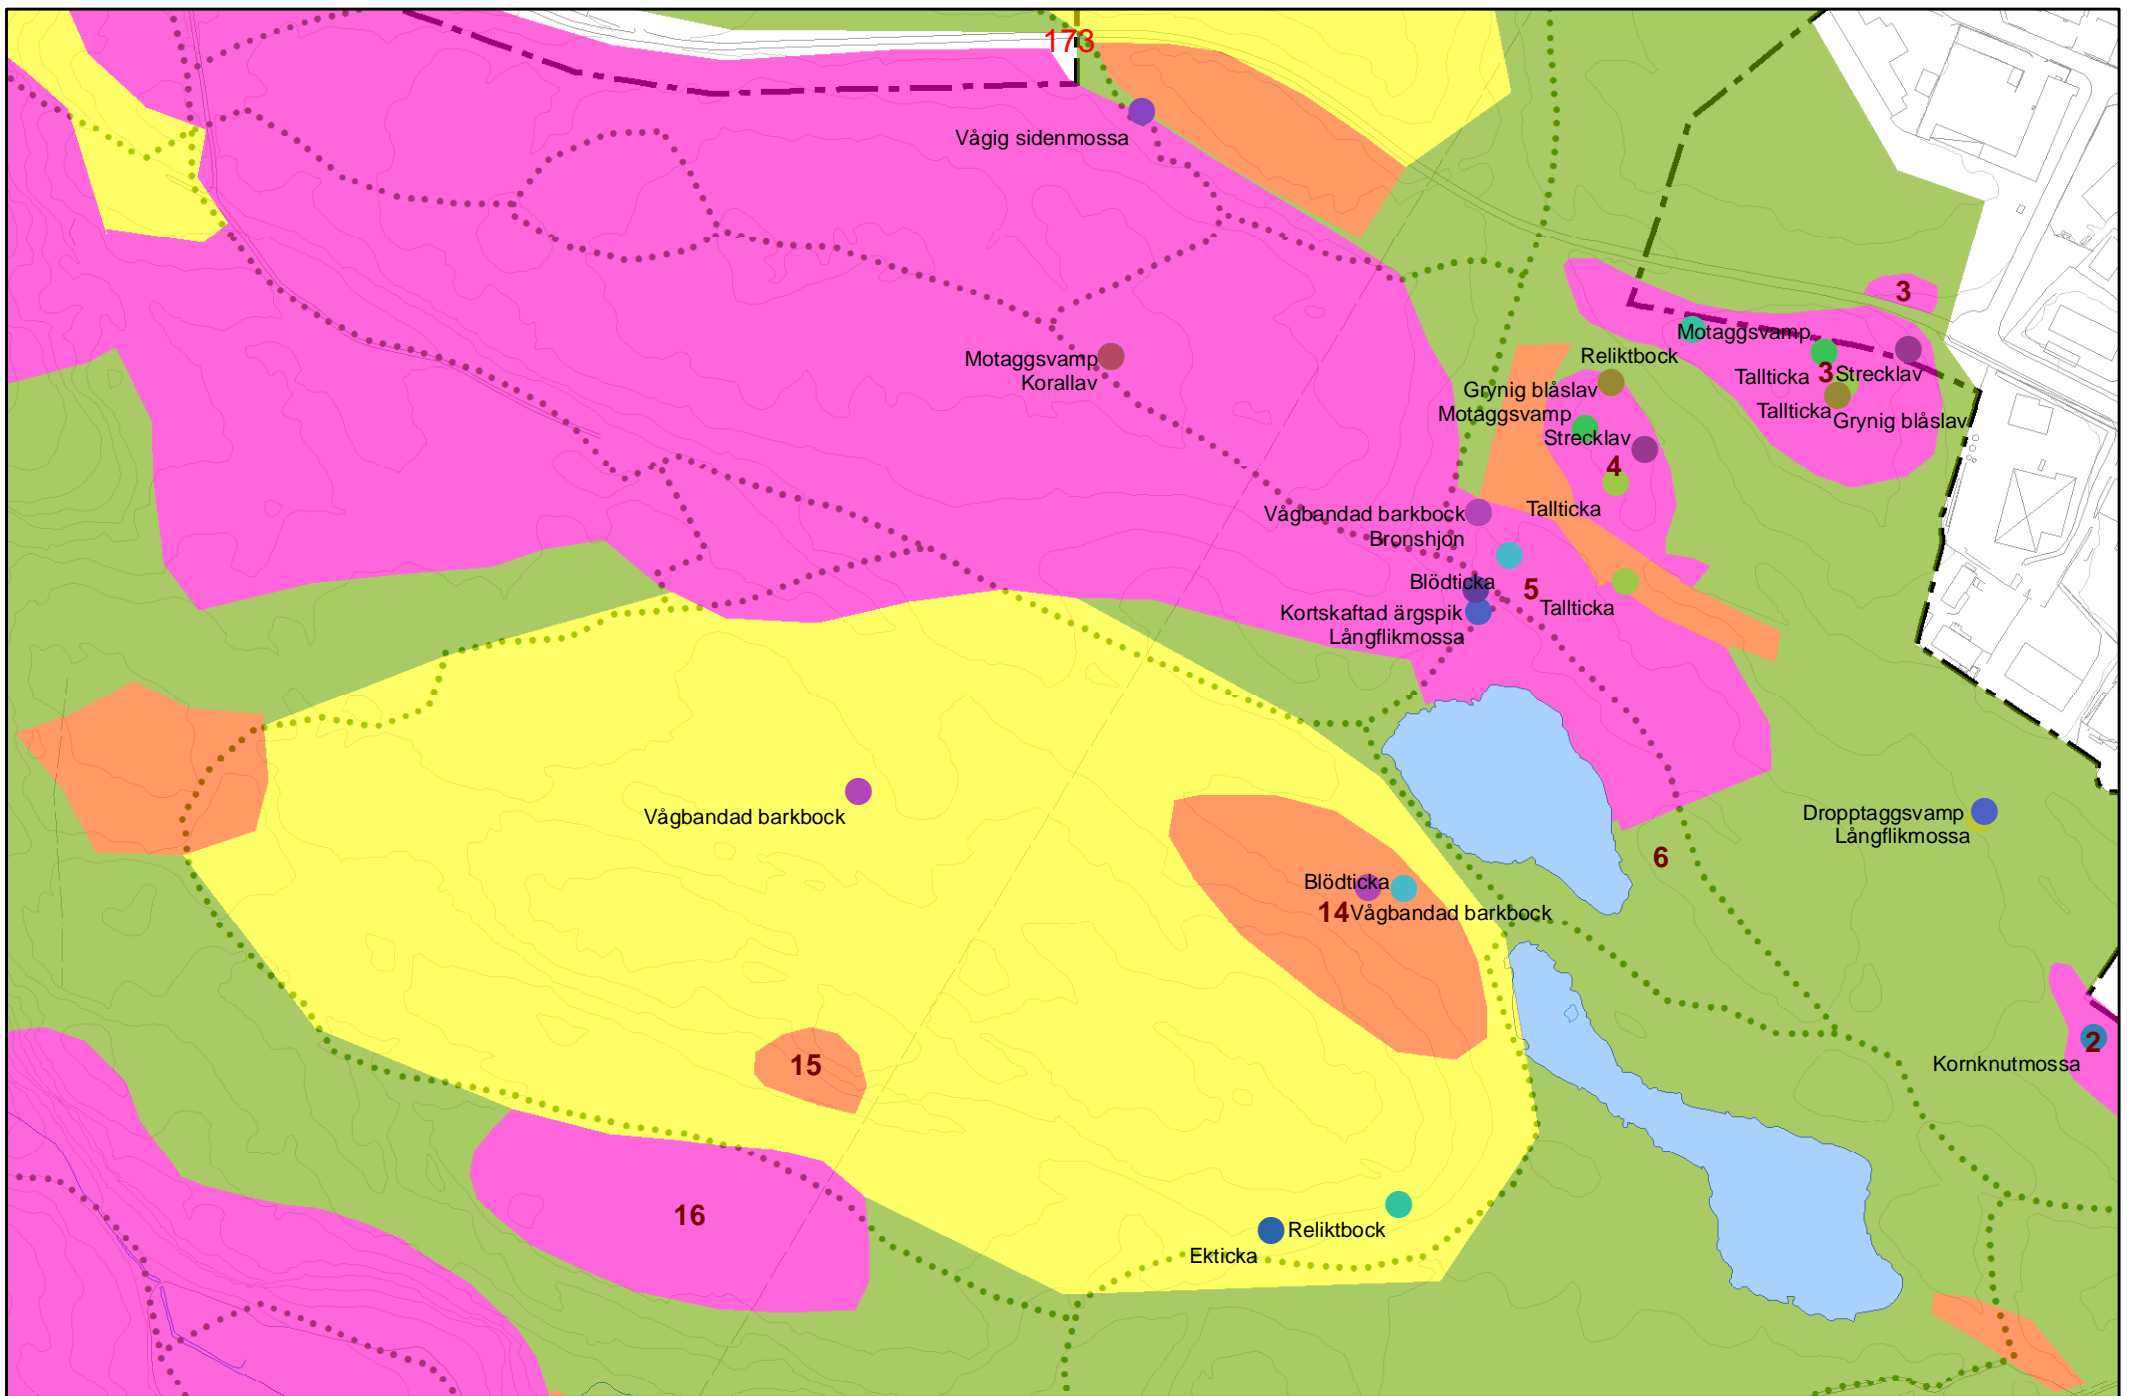 173
Vågig sidenmossa
3
Motaggsvamp
Reliktbock
Motaggsvamp
Korallav
Tallticka
3
Strecklav
Grynig blåslav
Motaggsvamp
Tallticka
Grynig blåslav
Strecklav
4
Tallticka
Vågbandad barkbock
Bronshjon
Blödticka
5
Tallticka
Kortskaftad ärgspik
Långflikmossa
Vågbandad barkbock
Dropptaggsvamp
Långflikmossa
6
Blödticka
14
Vågbandad barkbock
2
Kornknutmossa
15
16
Reliktbock
Ekticka